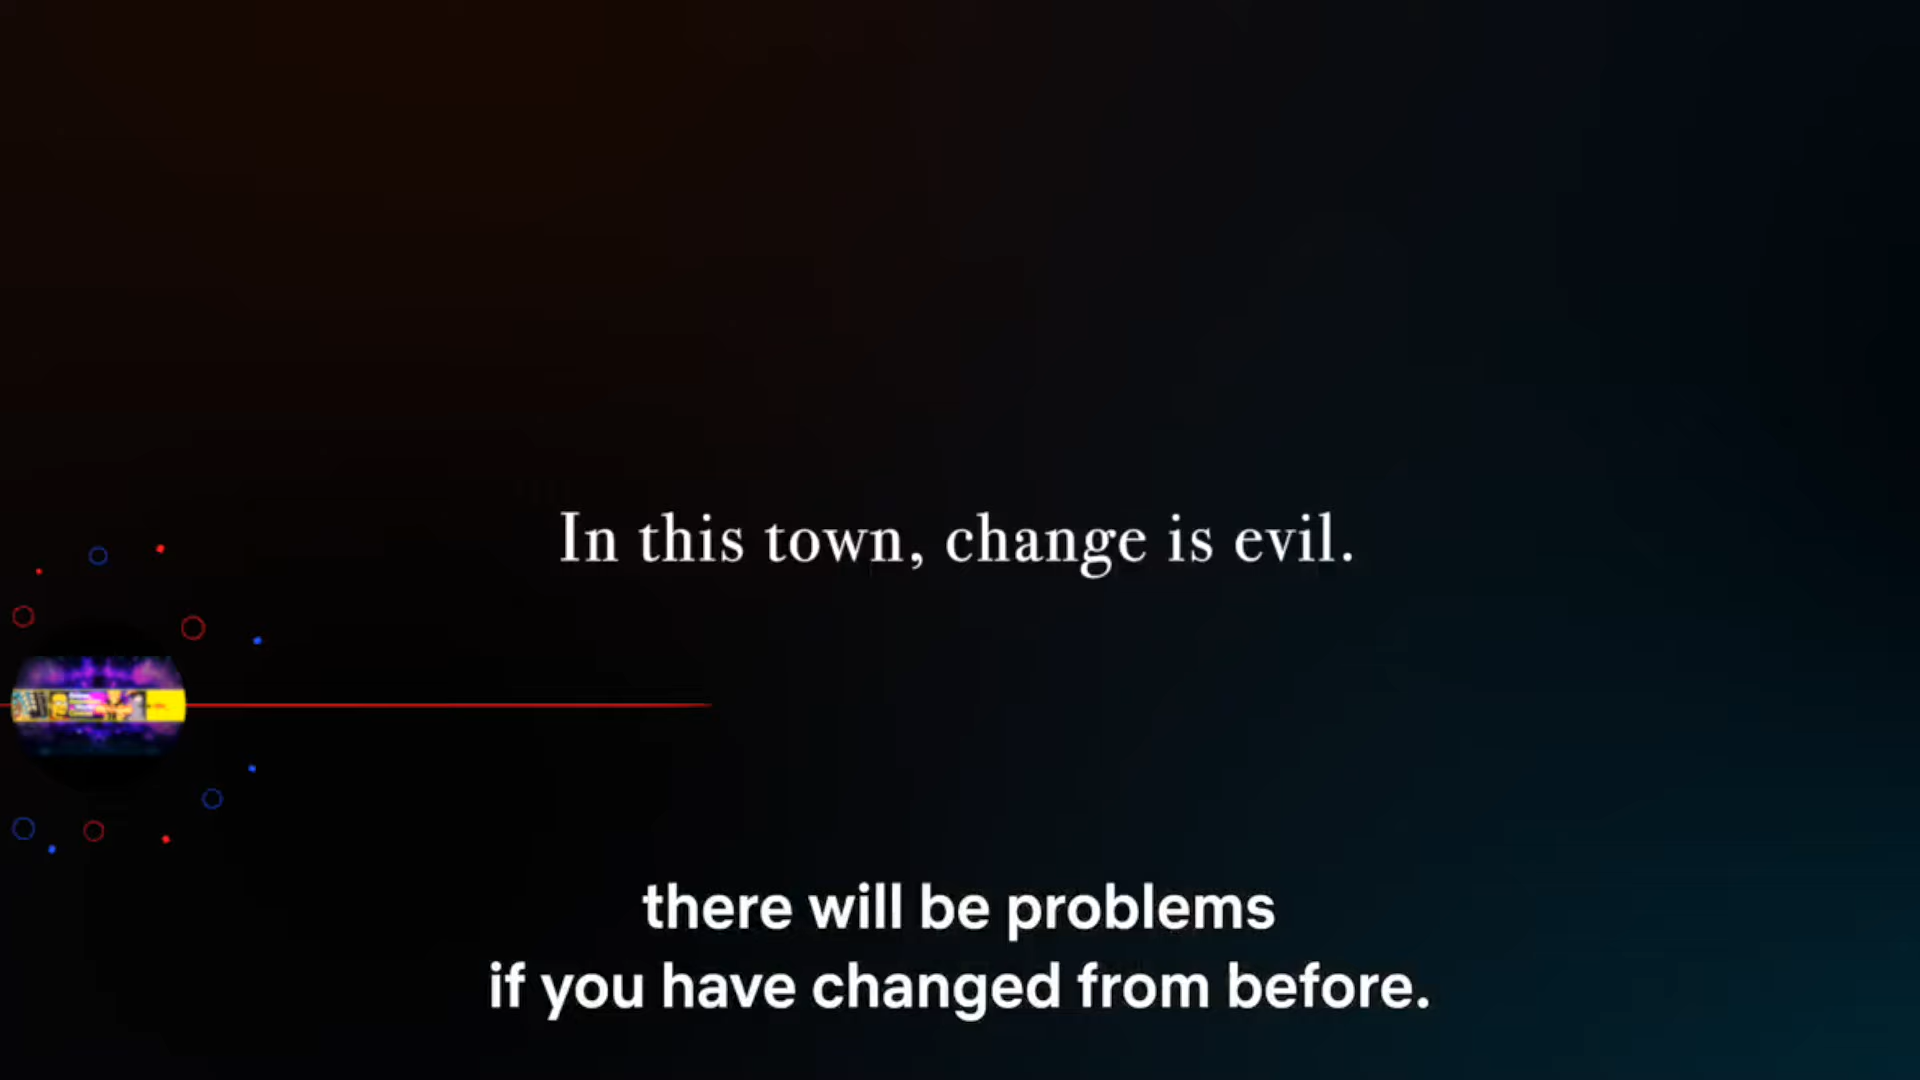 In this town, change is evil.
there will be problems
if you have changed from before.